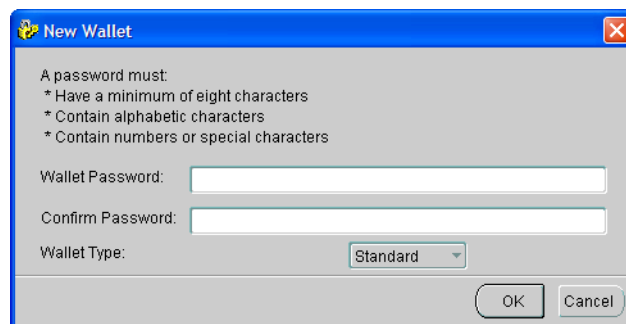 New Wallet
A password must:
* Have a minimum of eight characters
* Contain alphabetic characters
* Contain numbers or special characters
Wallet Password:
Confirm Password:
Wallet Type: Standard
OK Cancel